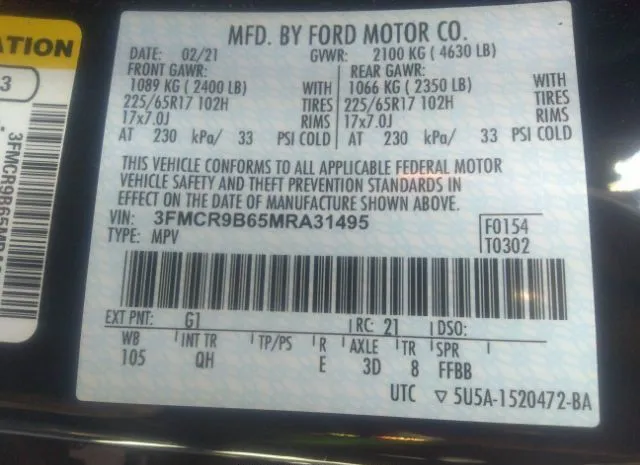 ATION
3
3FMCR9B65M
MFD. BY FORD MOTOR CO.
DATE: 02/21 GVWR: 2100 KG ( 4630 LB)
FRONT GAWR: REAR GAWR:
1089 KG ( 2400 LB) WITH 1066 KG ( 2350 LB) WITH
225/65R17 102H TIRES 225/65R17 102H TIRES
17x7.0J RIMS 17x7.0J RIMS
AT 230 kPa/ 33 PSI COLD AT 230 kPa/ 33 PSI COLD
THIS VEHICLE CONFORMS TO ALL APPLICABLE FEDERAL MOTOR
VEHICLE SAFETY AND THEFT PREVENTION STANDARDS IN
EFFECT ON THE DATE OF MANUFACTURE SHOWN ABOVE.
VIN: 3FMCR9B65MRA31495 F0154
TYPE: MPV T0302
EXT PNT: G1 RC: 21 DSO:
WB INT TR TP/PS R AXLE TR SPR
105 QH E 3D 8 FFBB
UTC ▽ 5U5A-1520472-BA